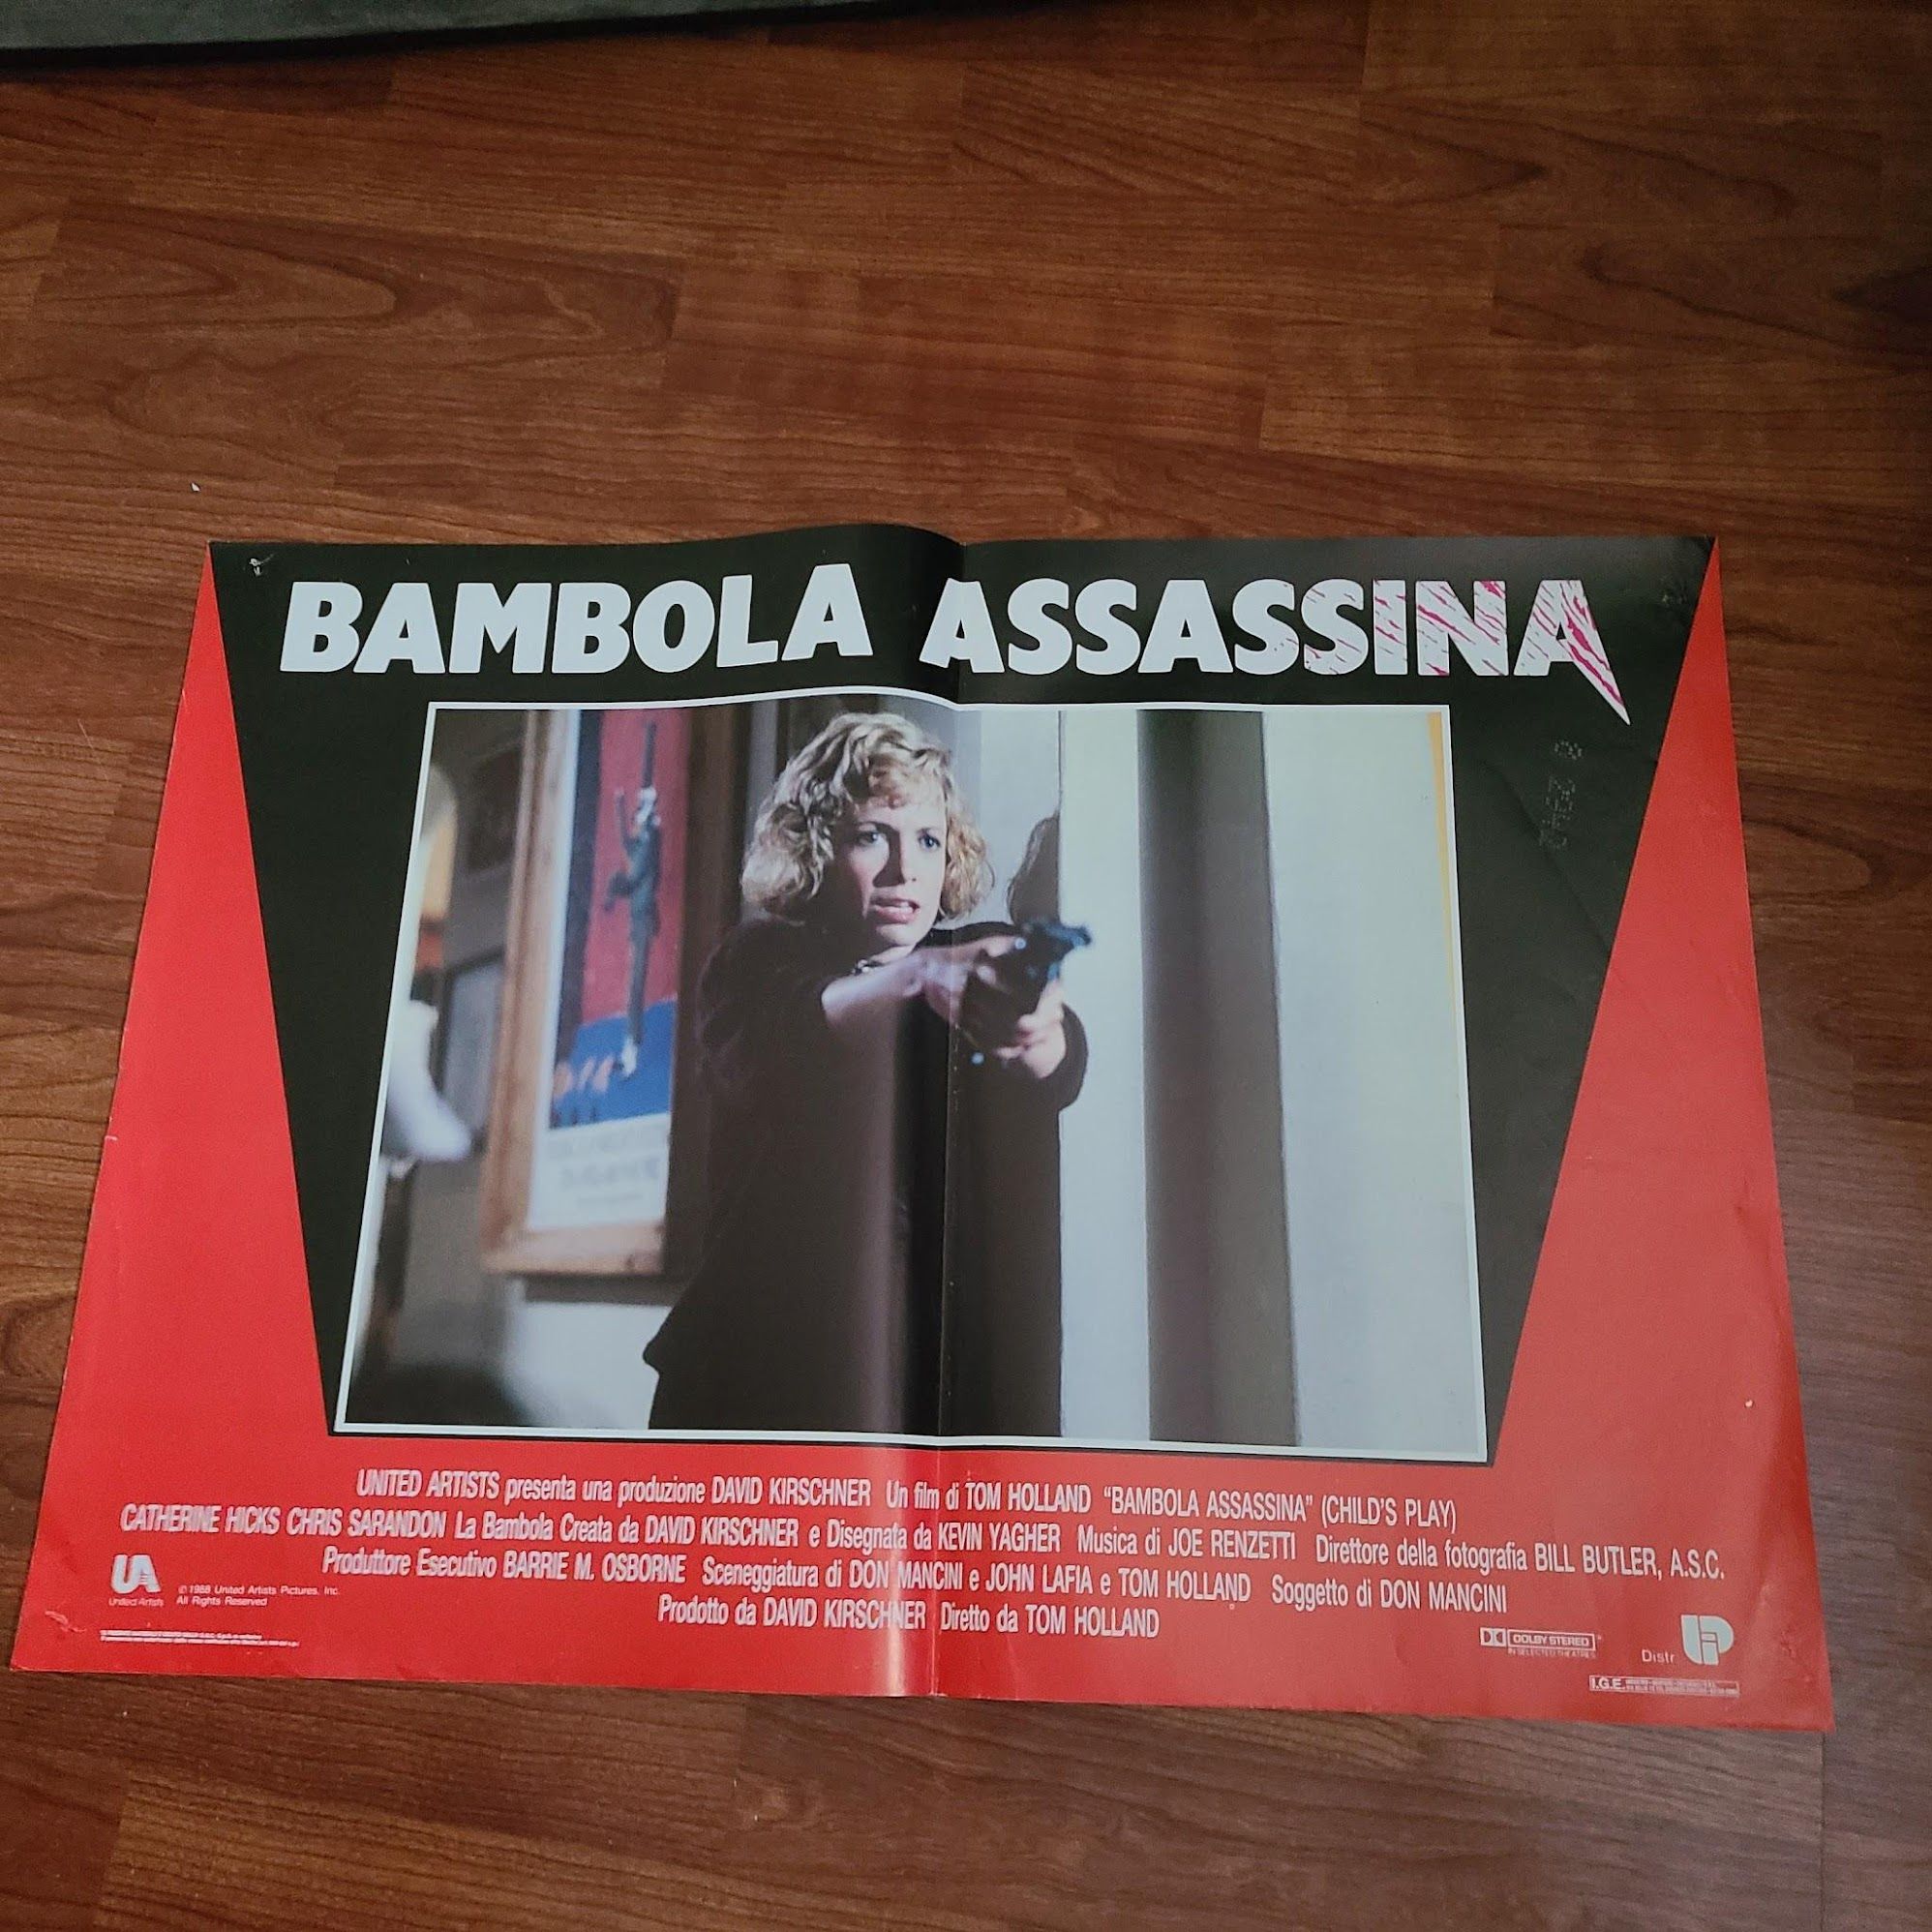 BAMBOLA ASSASSINA
UNITED ARTISTS presenta una produzione DAVID KIRSCHNER Un film di TOM HOLLAND "BAMBOLA ASSASSINA" (CHILD'S PLAY)
CATHERINE HICKS CHRIS SARANDON La Bambola Creata da DAVID KIRSCHNER e Disegnata da KEVIN YAGHER Musica di JOE RENZETTI Direttore della fotografia BILL BUTLER, A.S.C.
Produttore Esecutivo BARRIE M. OSBORNE Sceneggiatura di DON MANCINI e JOHN LAFIA e TOM HOLLAND Soggetto di DON MANCINI
Prodotto da DAVID KIRSCHNER Diretto da TOM HOLLAND
UA
United Artists
©1988 United Artists Pictures, Inc.
All Rights Reserved
DOLBY STEREO
IN SELECTED THEATRES
Distr.
UIP
I.G.E.